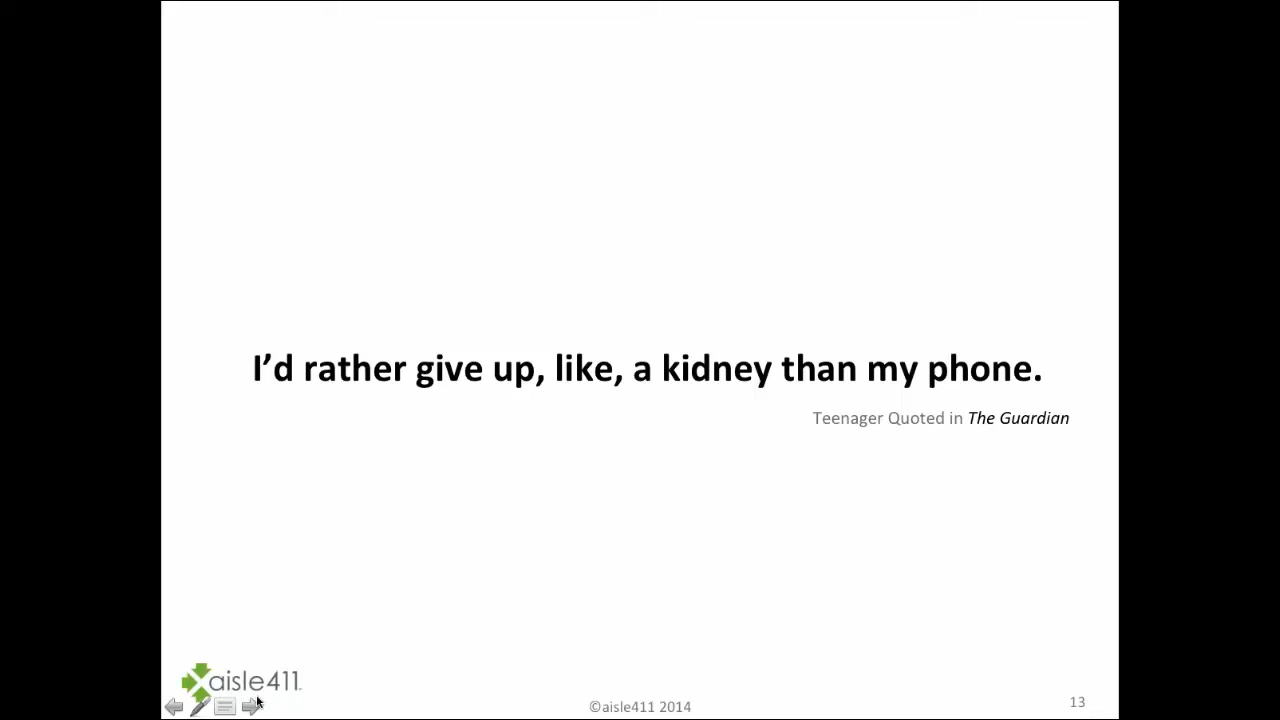 I’d rather give up, like, a kidney than my phone.
Teenager Quoted in The Guardian
aisle411
©aisle411 2014
13